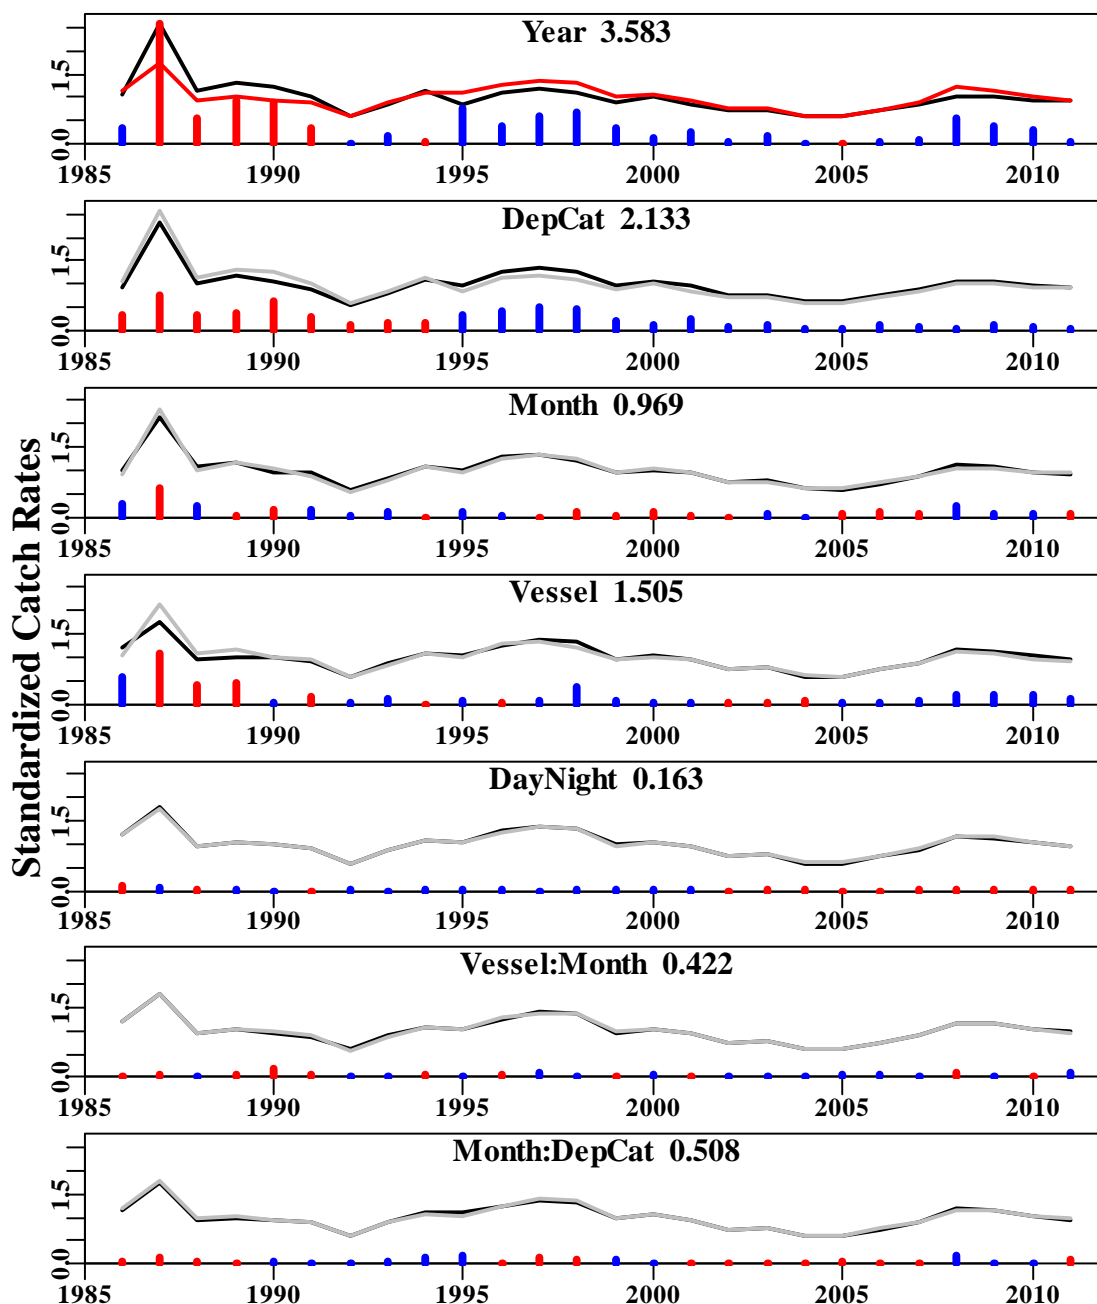 Standardized Catch Rates
Year 3.583
0.0 1.5
1985 1990 1995 2000 2005 2010
DepCat 2.133
0.0 1.5
1985 1990 1995 2000 2005 2010
Month 0.969
0.0 1.5
1985 1990 1995 2000 2005 2010
Vessel 1.505
0.0 1.5
1985 1990 1995 2000 2005 2010
DayNight 0.163
0.0 1.5
1985 1990 1995 2000 2005 2010
Vessel:Month 0.422
0.0 1.5
1985 1990 1995 2000 2005 2010
Month:DepCat 0.508
0.0 1.5
1985 1990 1995 2000 2005 2010